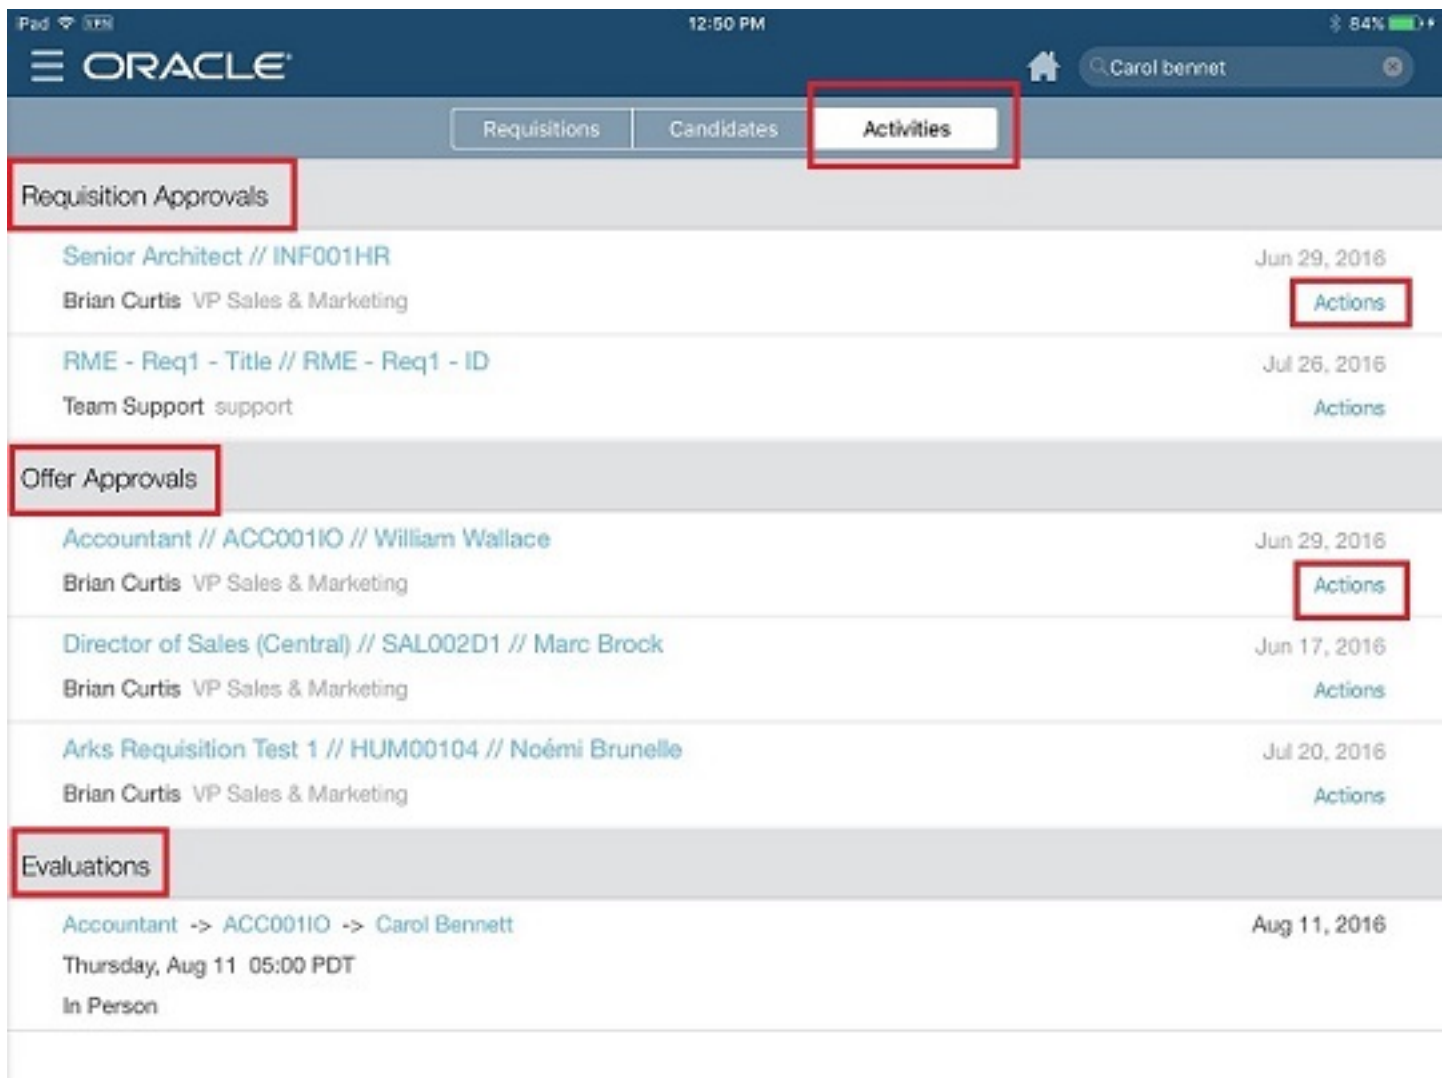 iPad VPN 12:50 PM 84%
ORACLE Carol bennet
Requisitions Candidates Activities
Requisition Approvals
Senior Architect // INF001HR Jun 29, 2016
Brian Curtis VP Sales & Marketing Actions
RME - Req1 - Title // RME - Req1 - ID Jul 26, 2016
Team Support support Actions
Offer Approvals
Accountant // ACC001IO // William Wallace Jun 29, 2016
Brian Curtis VP Sales & Marketing Actions
Director of Sales (Central) // SAL002D1 // Marc Brock Jun 17, 2016
Brian Curtis VP Sales & Marketing Actions
Arks Requisition Test 1 // HUM00104 // Noémi Brunelle Jul 20, 2016
Brian Curtis VP Sales & Marketing Actions
Evaluations
Accountant -> ACC001IO -> Carol Bennett Aug 11, 2016
Thursday, Aug 11 05:00 PDT
In Person